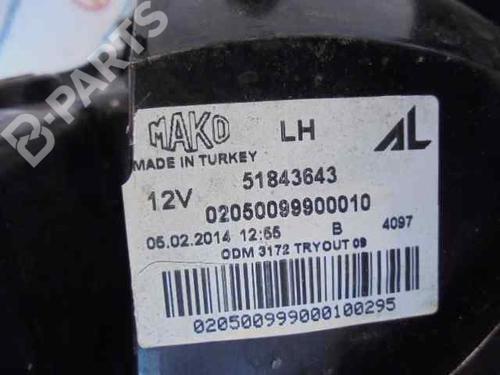 B-PARTS
MAKO LH AL
MADE IN TURKEY
12V 51843643
02050099900010
05.02.2014 12:55 B 4097
ODM 3172 TRYOUT 09
020500999000100295